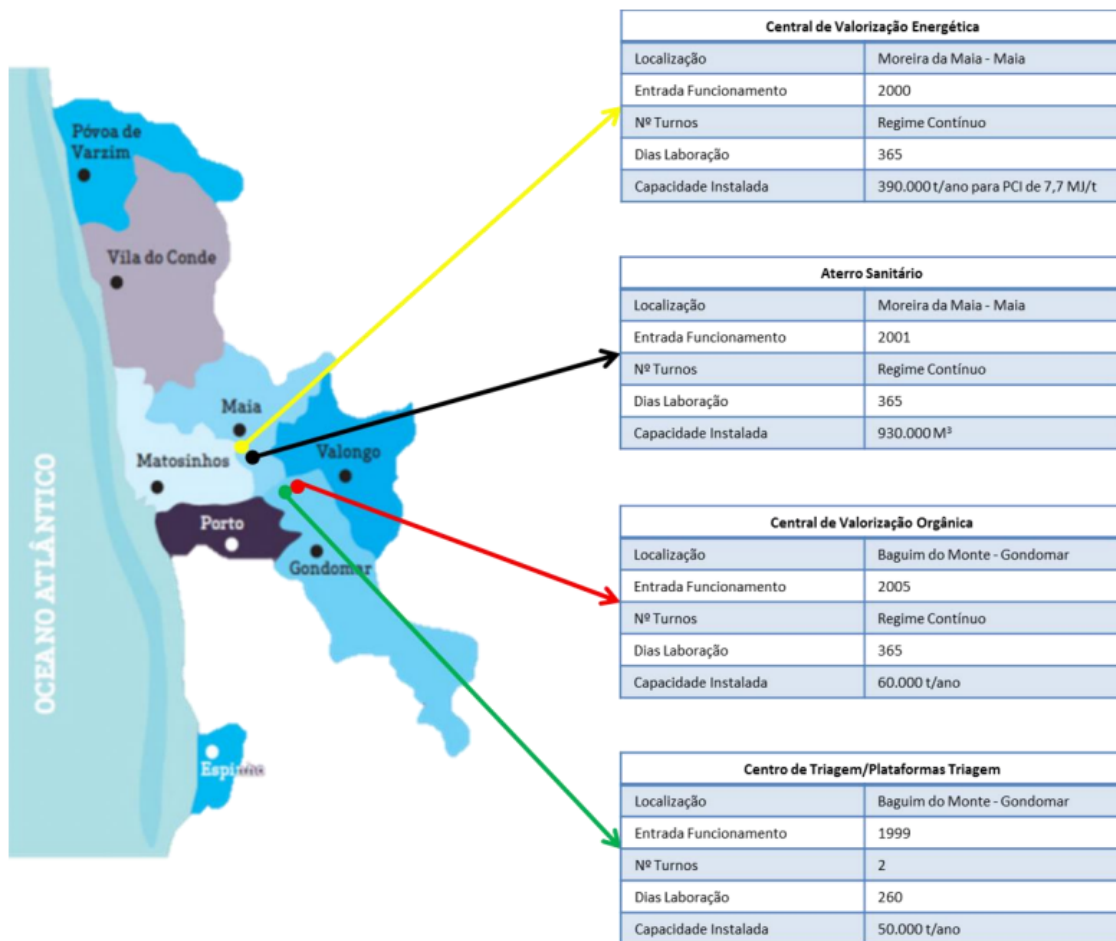 Póvoa de
Varzim
Vila do Conde
Maia
Matosinhos
Valongo
Porto
Gondomar
Espinho
OCEANO ATLÂNTICO
Central de Valorização Energética
Localização Moreira da Maia - Maia
Entrada Funcionamento 2000
Nº Turnos Regime Contínuo
Dias Laboração 365
Capacidade Instalada 390.000 t/ano para PCI de 7,7 MJ/t
Aterro Sanitário
Localização Moreira da Maia - Maia
Entrada Funcionamento 2001
Nº Turnos Regime Contínuo
Dias Laboração 365
Capacidade Instalada 930.000 M³
Central de Valorização Orgânica
Localização Baguim do Monte - Gondomar
Entrada Funcionamento 2005
Nº Turnos Regime Contínuo
Dias Laboração 365
Capacidade Instalada 60.000 t/ano
Centro de Triagem/Plataformas Triagem
Localização Baguim do Monte - Gondomar
Entrada Funcionamento 1999
Nº Turnos 2
Dias Laboração 260
Capacidade Instalada 50.000 t/ano